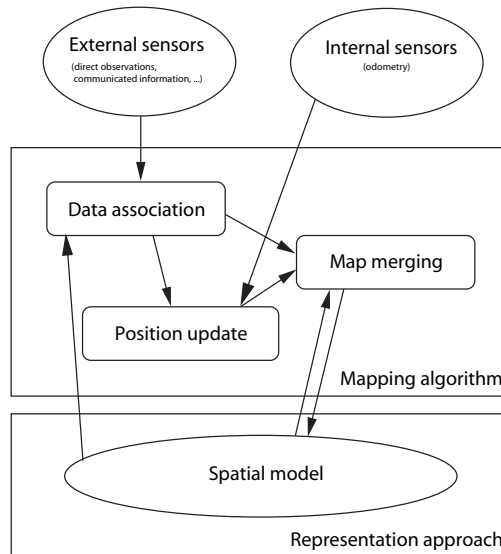 External sensors
(direct observations,
communicated information, ...)
Internal sensors
(odometry)
Data association
Map merging
Position update
Mapping algorithm
Spatial model
Representation approach